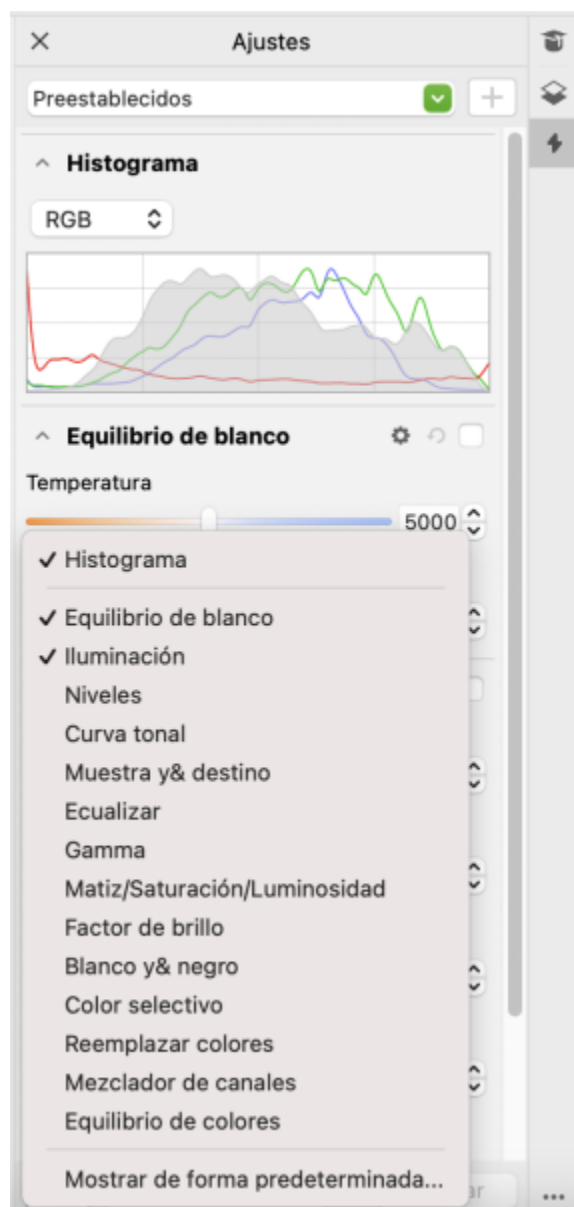 Ajustes
Preestablecidos
Histograma
RGB
Equilibrio de blanco
Temperatura
5000
Histograma
Equilibrio de blanco
Iluminación
Niveles
Curva tonal
Muestra y& destino
Ecualizar
Gamma
Matiz/Saturación/Luminosidad
Factor de brillo
Blanco y& negro
Color selectivo
Reemplazar colores
Mezclador de canales
Equilibrio de colores
Mostrar de forma predeterminada...